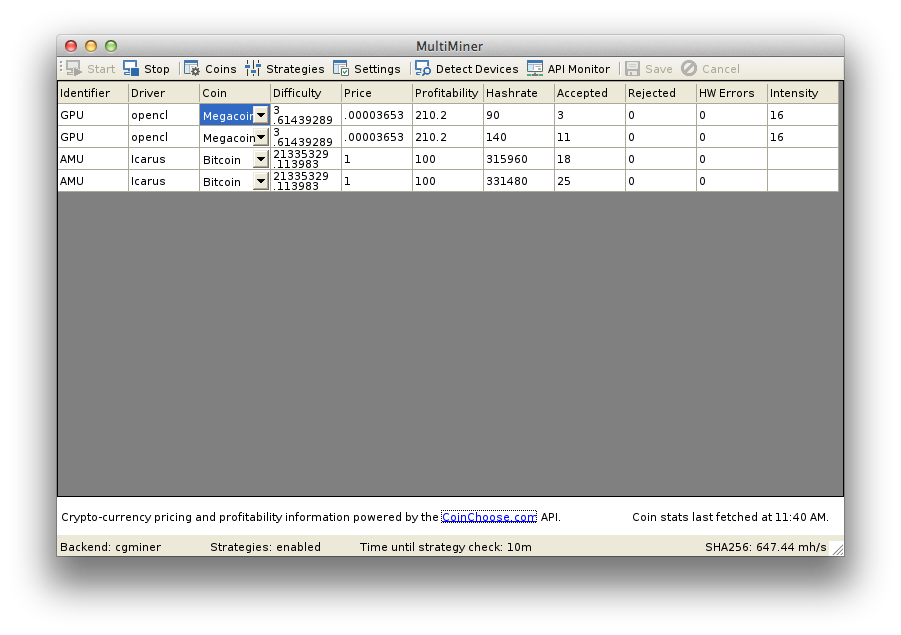 MultiMiner
Start Stop Coins Strategies Settings Detect Devices API Monitor Save Cancel
Identifier Driver Coin Difficulty Price Profitability Hashrate Accepted Rejected HW Errors Intensity
GPU opencl Megacoin 3.61439289 .00003653 210.2 90 3 0 0 16
GPU opencl Megacoin 3.61439289 .00003653 210.2 140 11 0 0 16
AMU Icarus Bitcoin 21335329.113983 1 100 315960 18 0 0
AMU Icarus Bitcoin 21335329.113983 1 100 331480 25 0 0
Crypto-currency pricing and profitability information powered by the CoinChoose.com API. Coin stats last fetched at 11:40 AM.
Backend: cgminer Strategies: enabled Time until strategy check: 10m SHA256: 647.44 mh/s